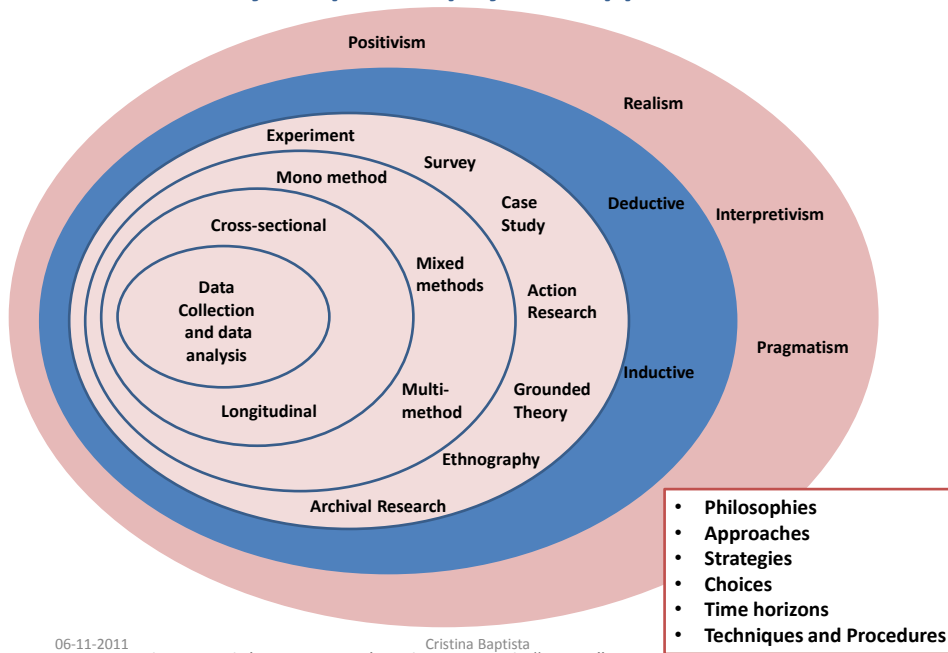 Positivism
Realism
Experiment
Survey
Mono method
Case
Study
Deductive
Interpretivism
Cross-sectional
Mixed
methods
Data
Collection
and data
analysis
Action
Research
Pragmatism
Inductive
Longitudinal
Multi-
method
Grounded
Theory
Ethnography
Archival Research
• Philosophies
• Approaches
• Strategies
• Choices
• Time horizons
• Techniques and Procedures
06-11-2011
Cristina Baptista